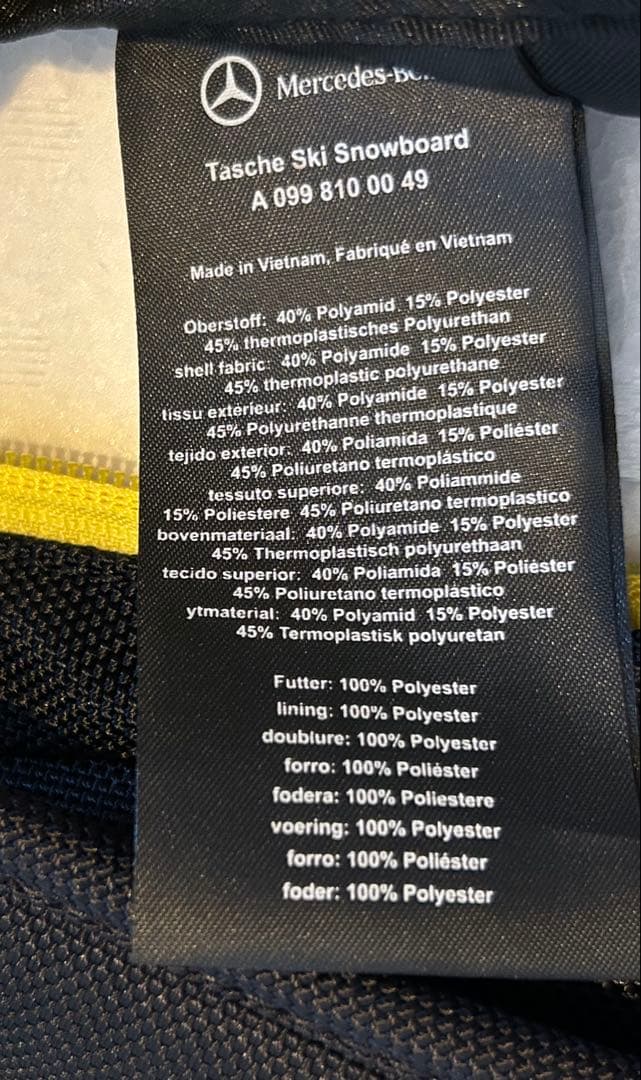 Mercedes-Benz
Tasche Ski Snowboard
A 099 810 00 49
Made in Vietnam, Fabriqué en Vietnam
Oberstoff: 40% Polyamid 15% Polyester
45% thermoplastisches Polyurethan
shell fabric: 40% Polyamide 15% Polyester
45% thermoplastic polyurethane
tissu extérieur: 40% Polyamide 15% Polyester
45% Polyuréthanne thermoplastique
tejido exterior: 40% Poliamida 15% Poliéster
45% Poliuretano termoplástico
tessuto superiore: 40% Poliammide
15% Poliestere 45% Poliuretano termoplastico
bovenmateriaal: 40% Polyamide 15% Polyester
45% Thermoplastisch polyurethaan
tecido superior: 40% Poliamida 15% Poliéster
45% Poliuretano termoplástico
ytmaterial: 40% Polyamid 15% Polyester
45% Termoplastisk polyuretan
Futter: 100% Polyester
lining: 100% Polyester
doublure: 100% Polyester
forro: 100% Poliéster
fodera: 100% Poliestere
voering: 100% Polyester
forro: 100% Poliéster
foder: 100% Polyester